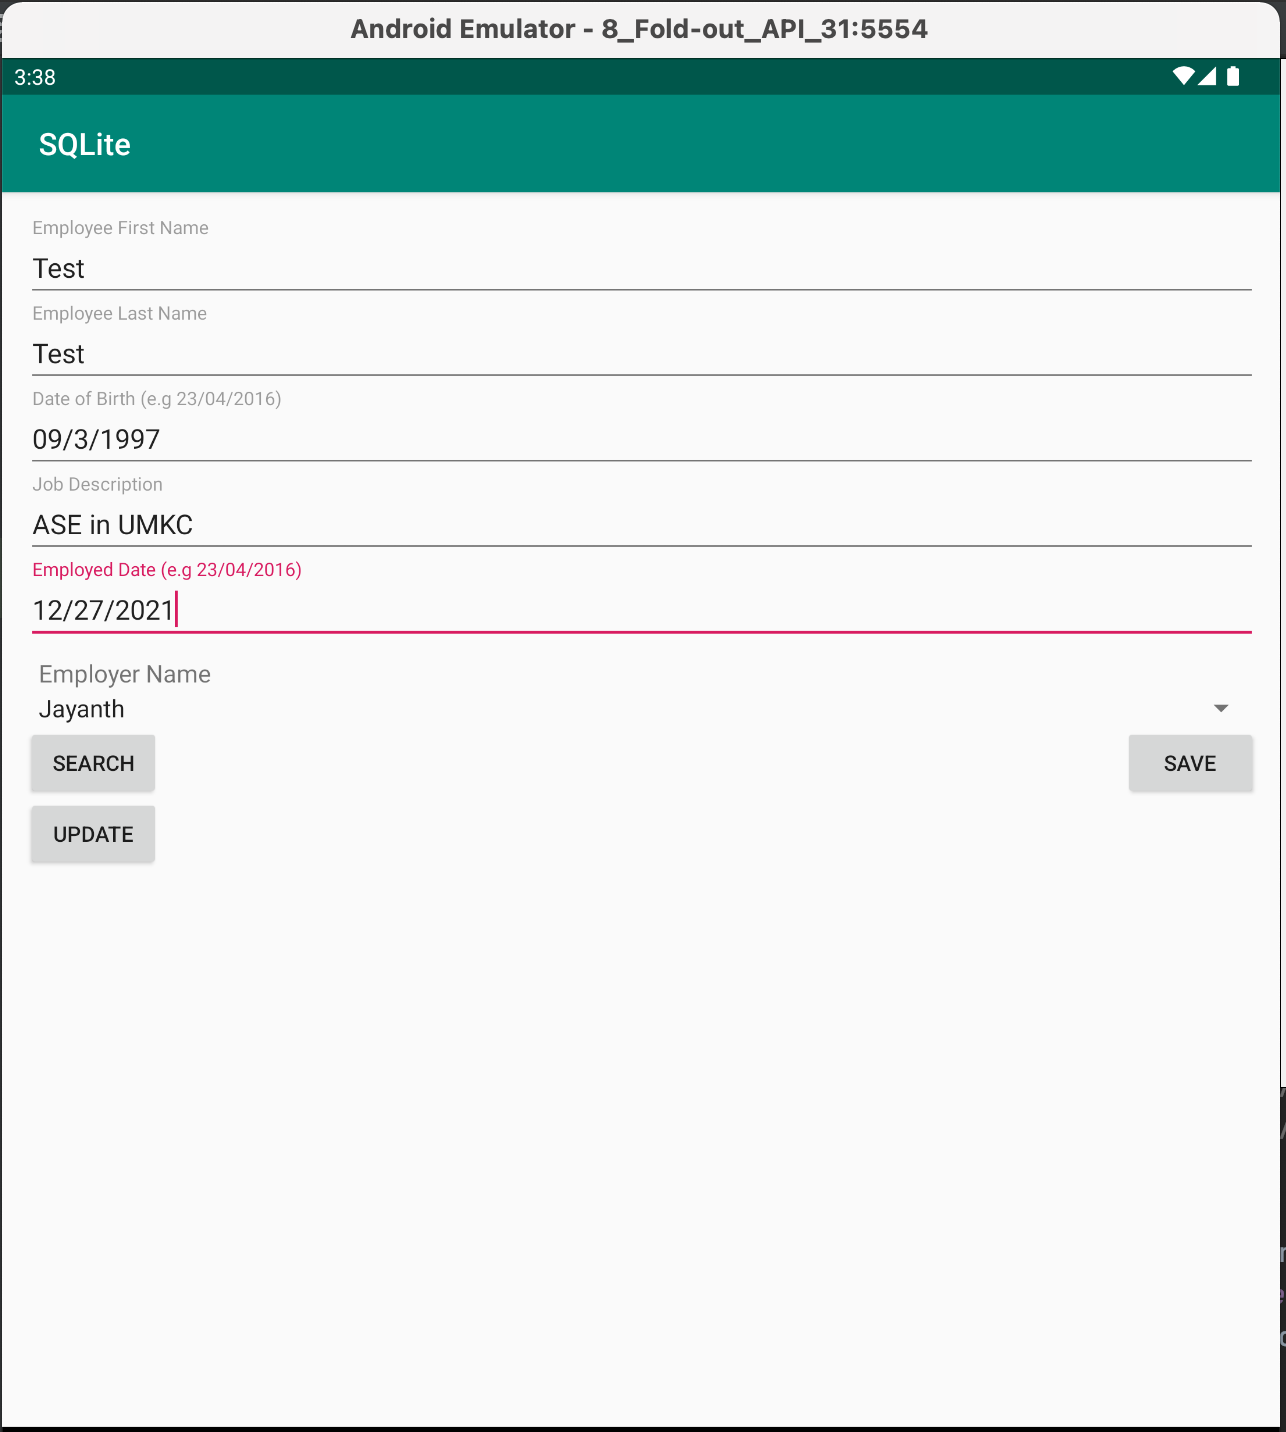 Android Emulator - 8_Fold-out_API_31:5554
3:38
SQLite
Employee First Name
Test
Employee Last Name
Test
Date of Birth (e.g 23/04/2016)
09/3/1997
Job Description
ASE in UMKC
Employed Date (e.g 23/04/2016)
12/27/2021
Employer Name
Jayanth
SEARCH
SAVE
UPDATE